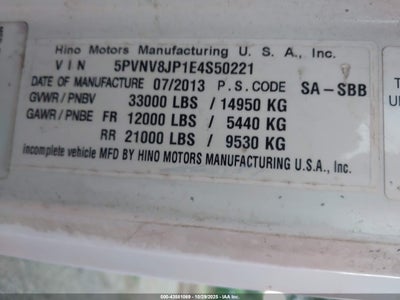 Hino Motors Manufacturing U. S. A., Inc.
VIN 5PVNV8JP1E4S50221
DATE OF MANUFACTURE 07/2013 P.S.CODE SA-SBB
GVWR / PNBV 33000 LBS / 14950 KG
GAWR / PNBE FR 12000 LBS / 5440 KG
RR 21000 LBS / 9530 KG
incomplete vehicle MFD BY HINO MOTORS MANUFACTURING U.S.A., Inc.